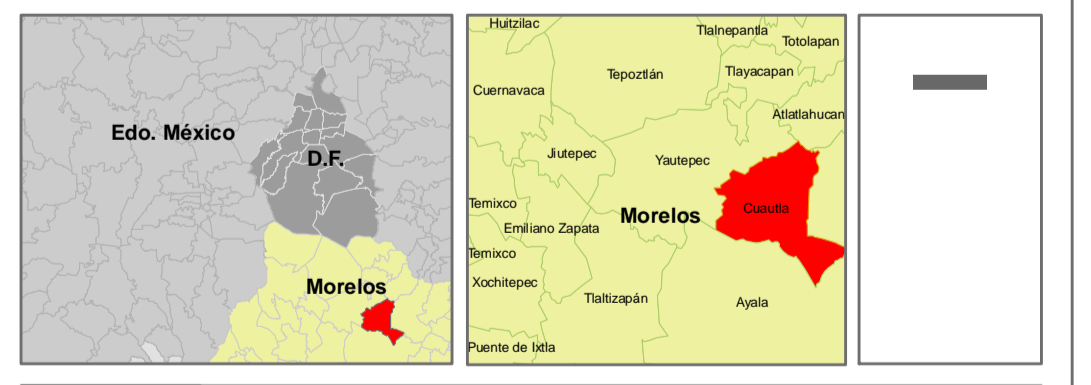 Edo. México
D.F.
Morelos
Huitzilac
Tlalnepantla
Totolapan
Tepoztlán
Tlayacapan
Cuernavaca
Atlatlahucan
Jiutepec
Yautepec
Temixco
Cuautla
Morelos
Emiliano Zapata
Temixco
Xochitepec
Tlaltizapán
Ayala
Puente de Ixtla